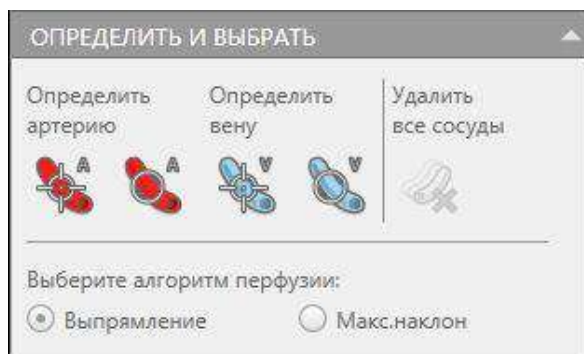 ОПРЕДЕЛИТЬ И ВЫБРАТЬ
Определить Определить Удалить
артерию вену все сосуды
A A V V
Выберите алгоритм перфузии:
Выпрямление Макс.наклон